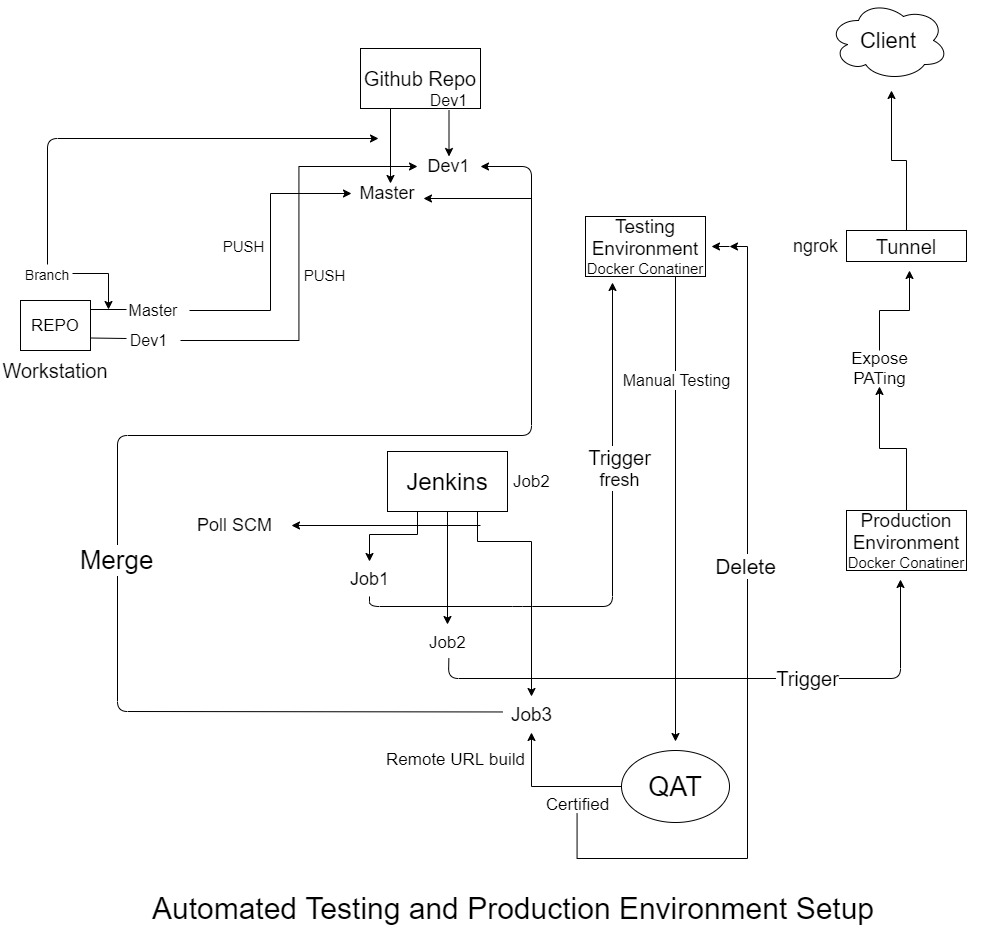 Client
Github Repo
Dev1
Dev1
Master
PUSH
PUSH
Branch
Master
REPO
Dev1
Workstation
Testing
Environment
Docker Conatiner
ngrok
Tunnel
Manual Testing
Expose
PATing
Trigger
fresh
Jenkins
Job2
Poll SCM
Production
Environment
Docker Conatiner
Merge
Delete
Job1
Job2
Trigger
Job3
Remote URL build
QAT
Certified
Automated Testing and Production Environment Setup